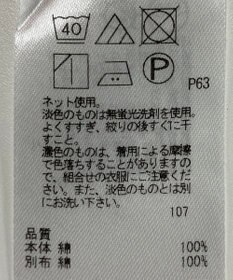 40
P
P63
ネット使用。
淡色のものは無蛍光洗剤を使用。
よくすすぎ、絞りの後すぐに干
すこと。
濃色のものは、着用による摩擦
で色落ちすることがありますの
で、組合せの衣服にご注意くださ
い。また、淡色のものとは別
にお洗い下さい。
107
品質
本体 綿 100%
別布 綿 100%